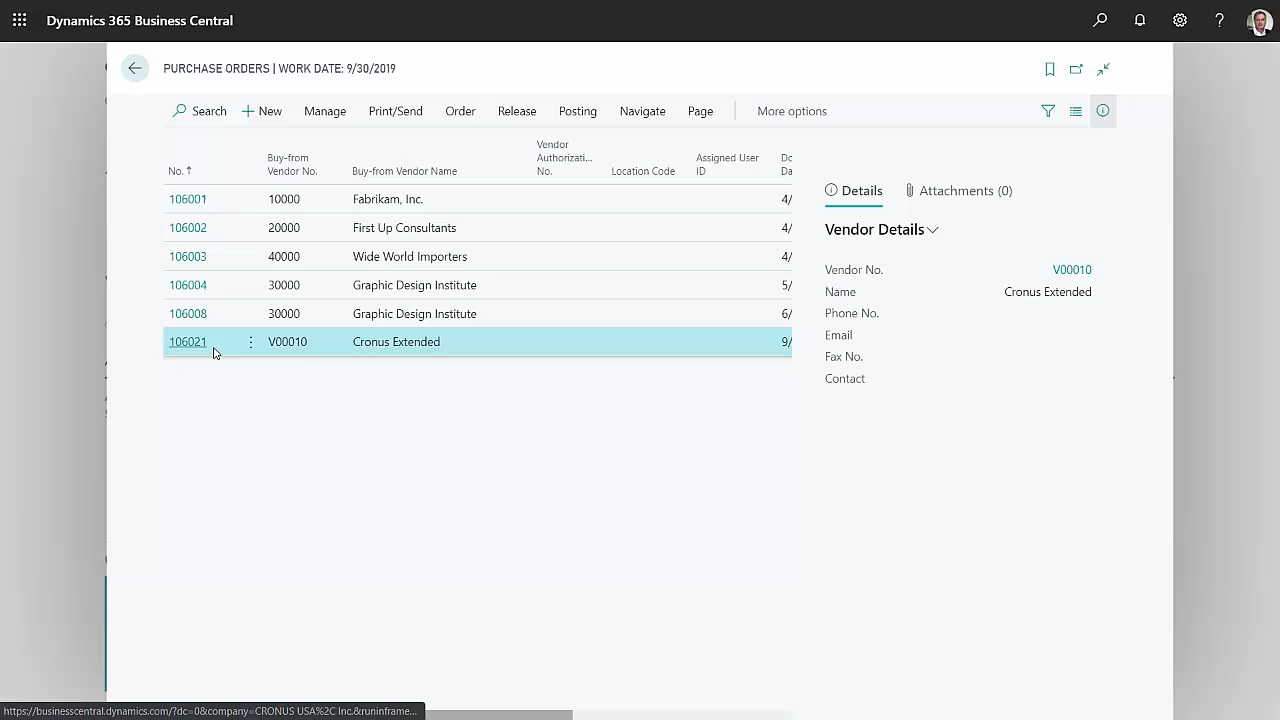 Dynamics 365 Business Central
PURCHASE ORDERS | WORK DATE: 9/30/2019
Search New Manage Print/Send Order Release Posting Navigate Page More options
No. ↑ Buy-from Vendor No. Buy-from Vendor Name Vendor Authorizati... No. Location Code Assigned User ID Do Da
106001 10000 Fabrikam, Inc. 4/
106002 20000 First Up Consultants 4/
106003 40000 Wide World Importers 4/
106004 30000 Graphic Design Institute 5/
106008 30000 Graphic Design Institute 6/
106021 V00010 Cronus Extended 9/
Details Attachments (0)
Vendor Details
Vendor No. V00010
Name Cronus Extended
Phone No.
Email
Fax No.
Contact
https://businesscentral.dynamics.com/?dc=0&company=CRONUS USA%2C Inc.&runinframe...